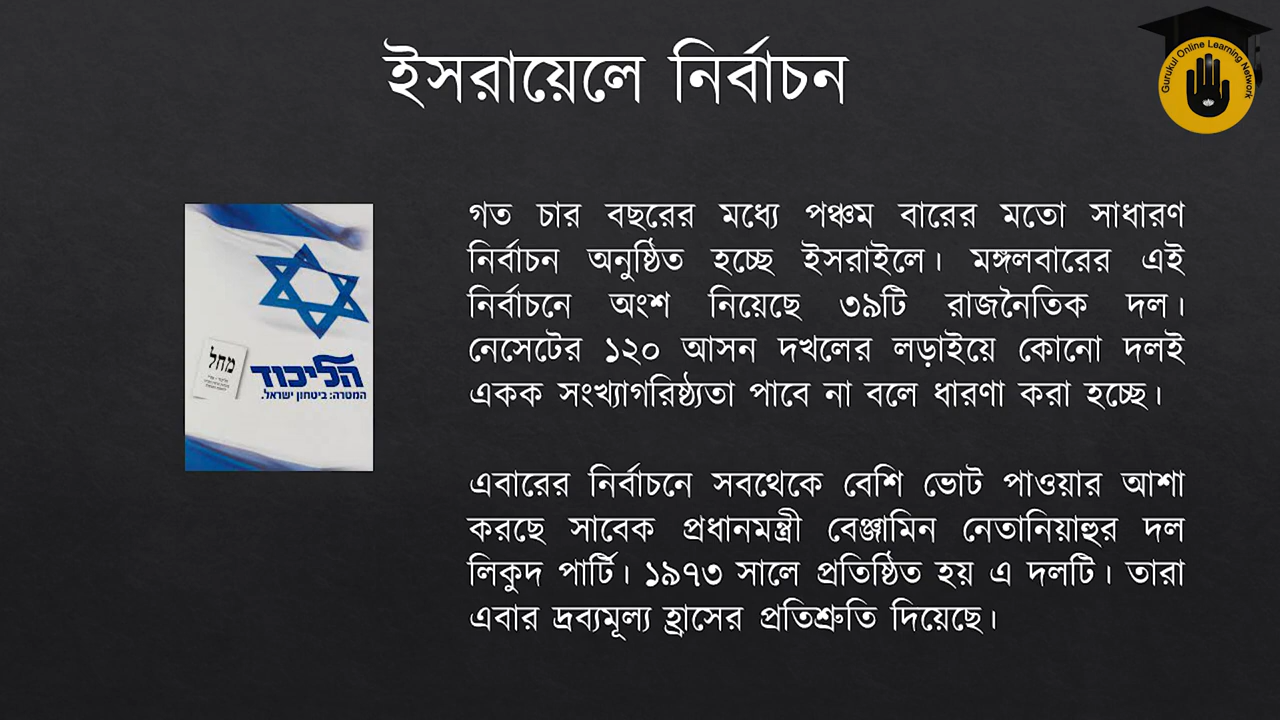 ইসরায়েলে নির্বাচন
Gurukul Online Learning Network
গত চার বছরের মধ্যে পঞ্চম বারের মতো সাধারণ
নির্বাচন অনুষ্ঠিত হচ্ছে ইসরাইলে। মঙ্গলবারের এই
নির্বাচনে অংশ নিয়েছে ৩৯টি রাজনৈতিক দল।
নেসেটের ১২০ আসন দখলের লড়াইয়ে কোনো দলই
একক সংখ্যাগরিষ্ঠ্যতা পাবে না বলে ধারণা করা হচ্ছে।
এবারের নির্বাচনে সবথেকে বেশি ভোট পাওয়ার আশা
করছে সাবেক প্রধানমন্ত্রী বেঞ্জামিন নেতানিয়াহুর দল
লিকুদ পার্টি। ১৯৭৩ সালে প্রতিষ্ঠিত হয় এ দলটি। তারা
এবার দ্রব্যমূল্য হ্রাসের প্রতিশ্রুতি দিয়েছে।
מחל
הליכוד
המטרה: ביטחון ישראל.